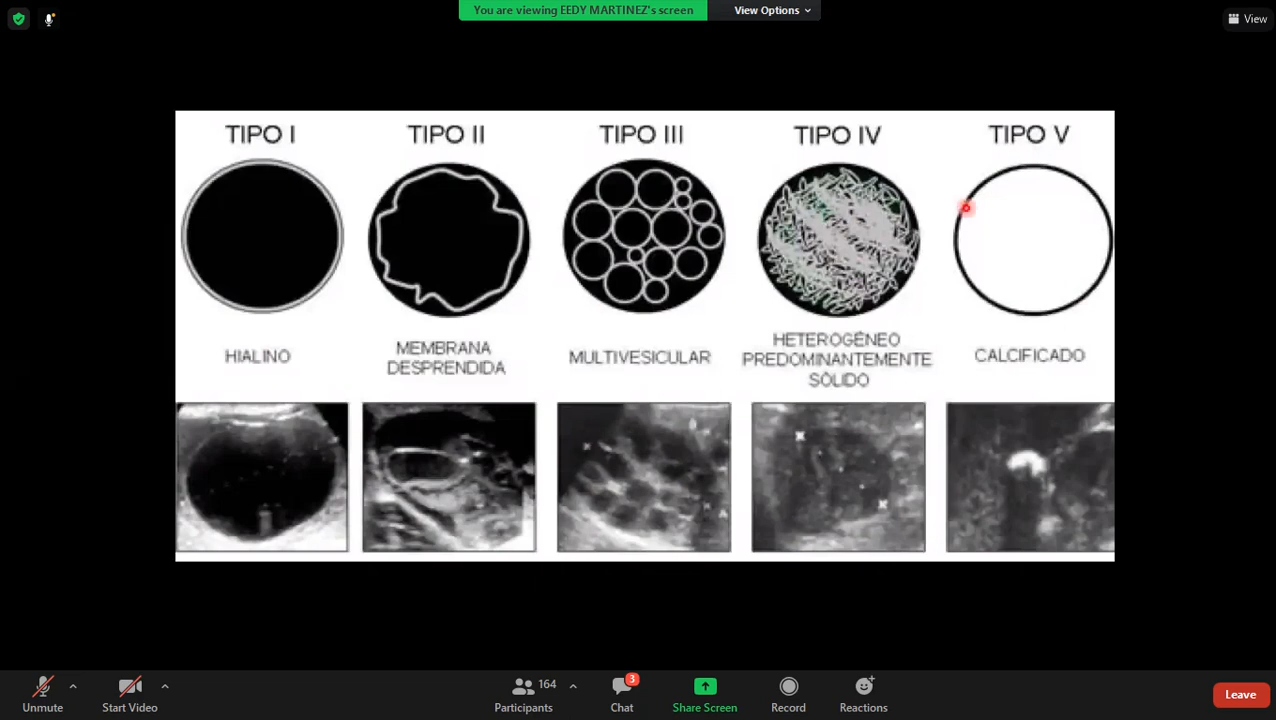 You are viewing EEDY MARTINEZ's screen
View Options
View
TIPO I
TIPO II
TIPO III
TIPO IV
TIPO V
HIALINO
MEMBRANA
DESPRENDIDA
MULTIVESICULAR
HETEROGÉNEO
PREDOMINANTEMENTE
SÒLIDO
CALCIFICADO
Unmute
Start Video
164
Participants
3
Chat
Share Screen
Record
Reactions
Leave